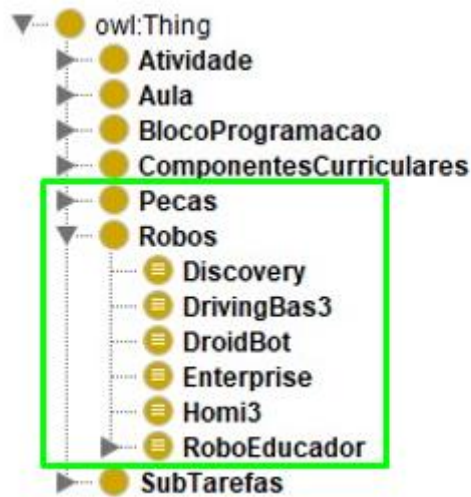 owl:Thing
Atividade
Aula
BlocoProgramacao
ComponentesCurriculares
Pecas
Robos
Discovery
DrivingBas3
DroidBot
Enterprise
Homi3
RoboEducador
SubTarefas